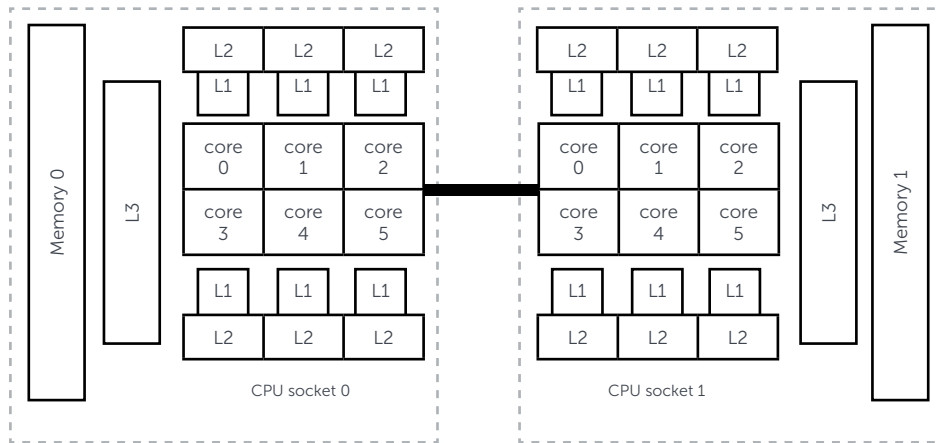 Memory 0
L3
L2 L2 L2
L1 L1 L1
core 0
core 1
core 2
core 3
core 4
core 5
L1 L1 L1
L2 L2 L2
CPU socket 0
L2 L2 L2
L1 L1 L1
core 0
core 1
core 2
core 3
core 4
core 5
L1 L1 L1
L2 L2 L2
CPU socket 1
L3
Memory 1